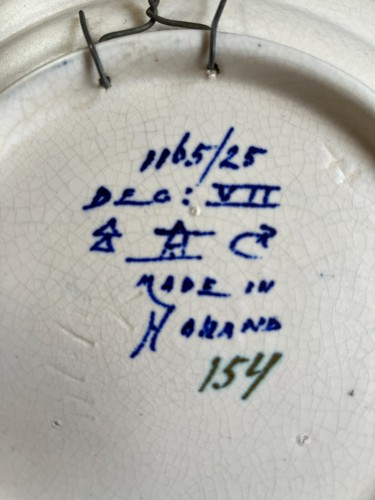 1165/25
DEC: VII
A
MADE IN
HOLLAND
154